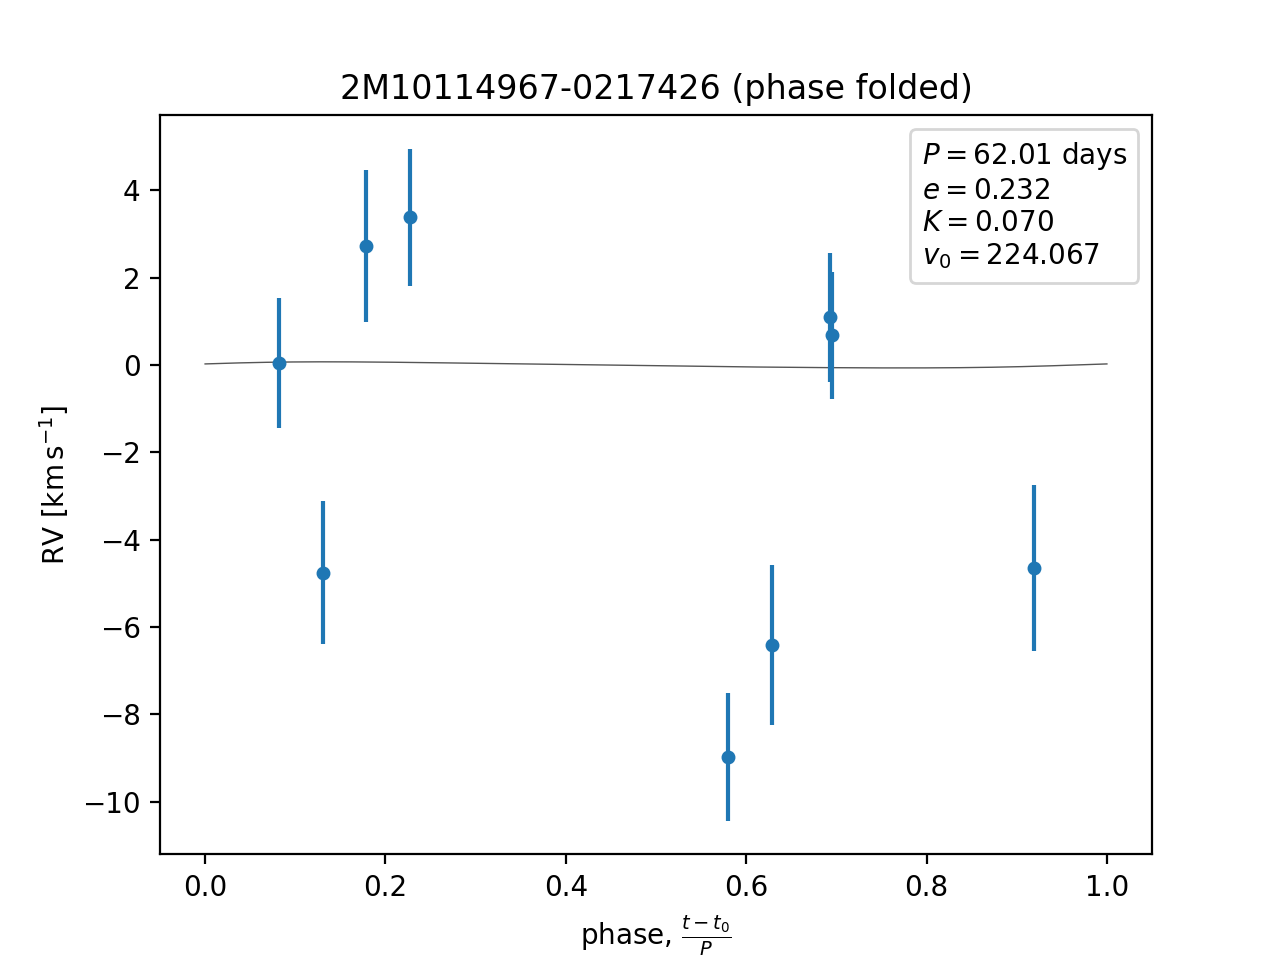 2M10114967-0217426 (phase folded)
P = 62.01 days
e = 0.232
K = 0.070
v₀ = 224.067
4
2
0
−2
−4
−6
−8
−10
RV [km s⁻¹]
0.0 0.2 0.4 0.6 0.8 1.0
phase, (t − t₀)/P